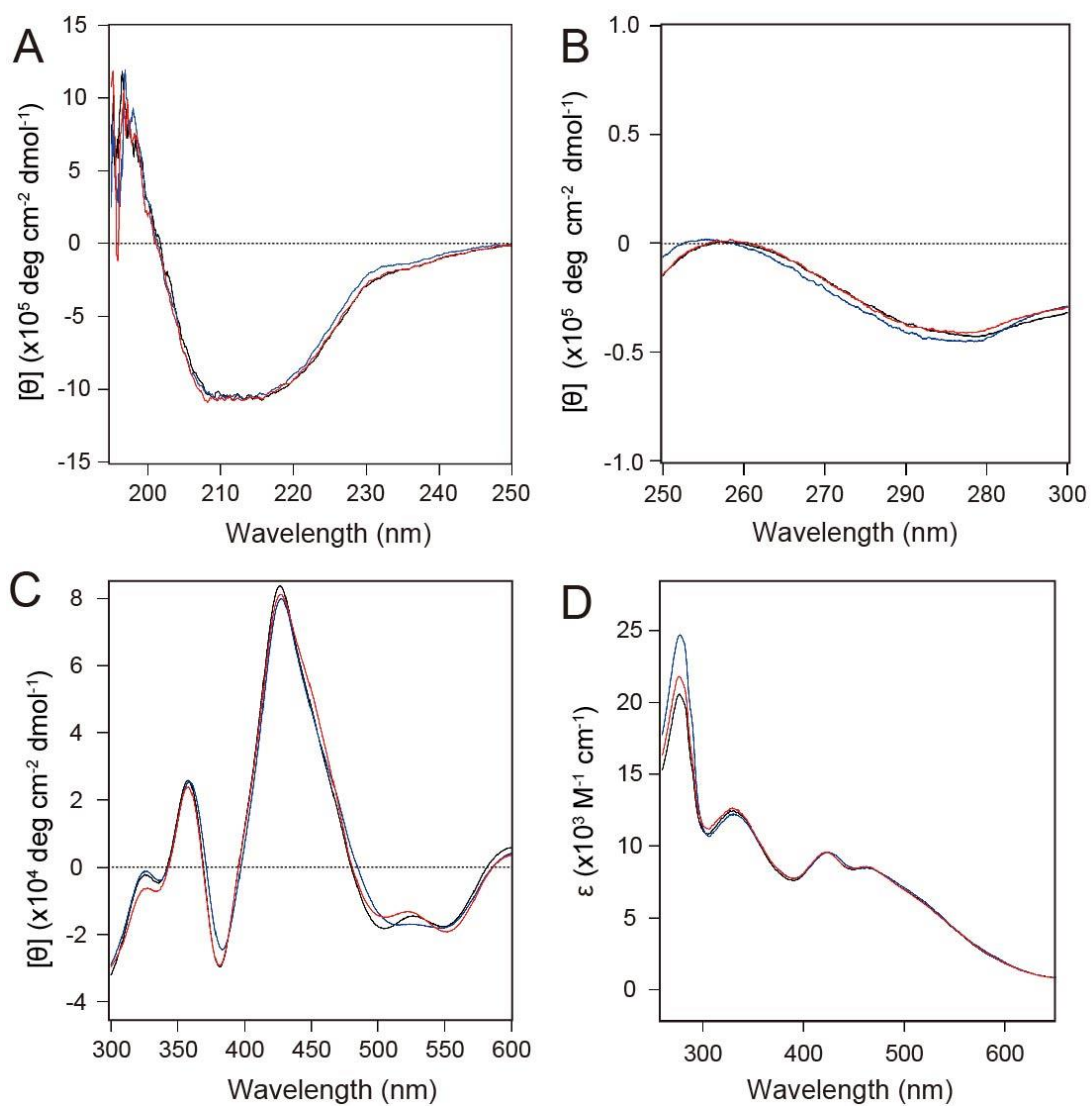 A
[θ] (x10⁵ deg cm⁻² dmol⁻¹)
15
10
5
0
-5
-10
-15
200 210 220 230 240 250
Wavelength (nm)
B
[θ] (x10⁵ deg cm⁻² dmol⁻¹)
1.0
0.5
0
-0.5
-1.0
250 260 270 290 280 300
Wavelength (nm)
C
[θ] (x10⁴ deg cm⁻² dmol⁻¹)
8
6
4
2
0
-2
-4
300 350 400 450 500 550 600
Wavelength (nm)
D
ε (x10³ M⁻¹ cm⁻¹)
25
20
15
10
5
0
300 400 500 600
Wavelength (nm)